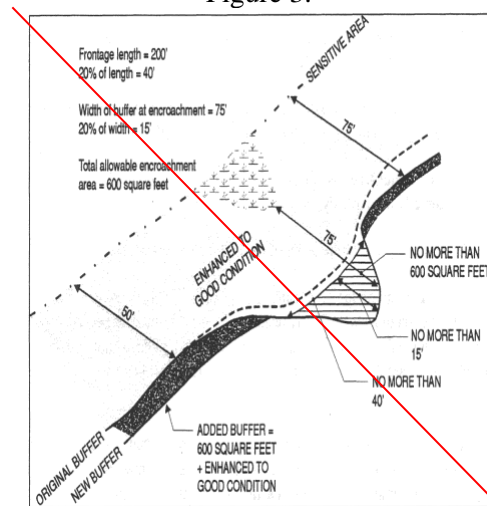 Figure 3.
Frontage length = 200'
20% of length = 40'
Width of buffer at encroachment = 75'
20% of width = 15'
Total allowable encroachment
area = 600 square feet
SENSITIVE AREA
75'
75'
ENHANCED TO
GOOD CONDITION
50'
NO MORE THAN
600 SQUARE FEET
NO MORE THAN
15'
NO MORE THAN
40'
ADDED BUFFER =
600 SQUARE FEET
+ ENHANCED TO
GOOD CONDITION
ORIGINAL BUFFER
NEW BUFFER